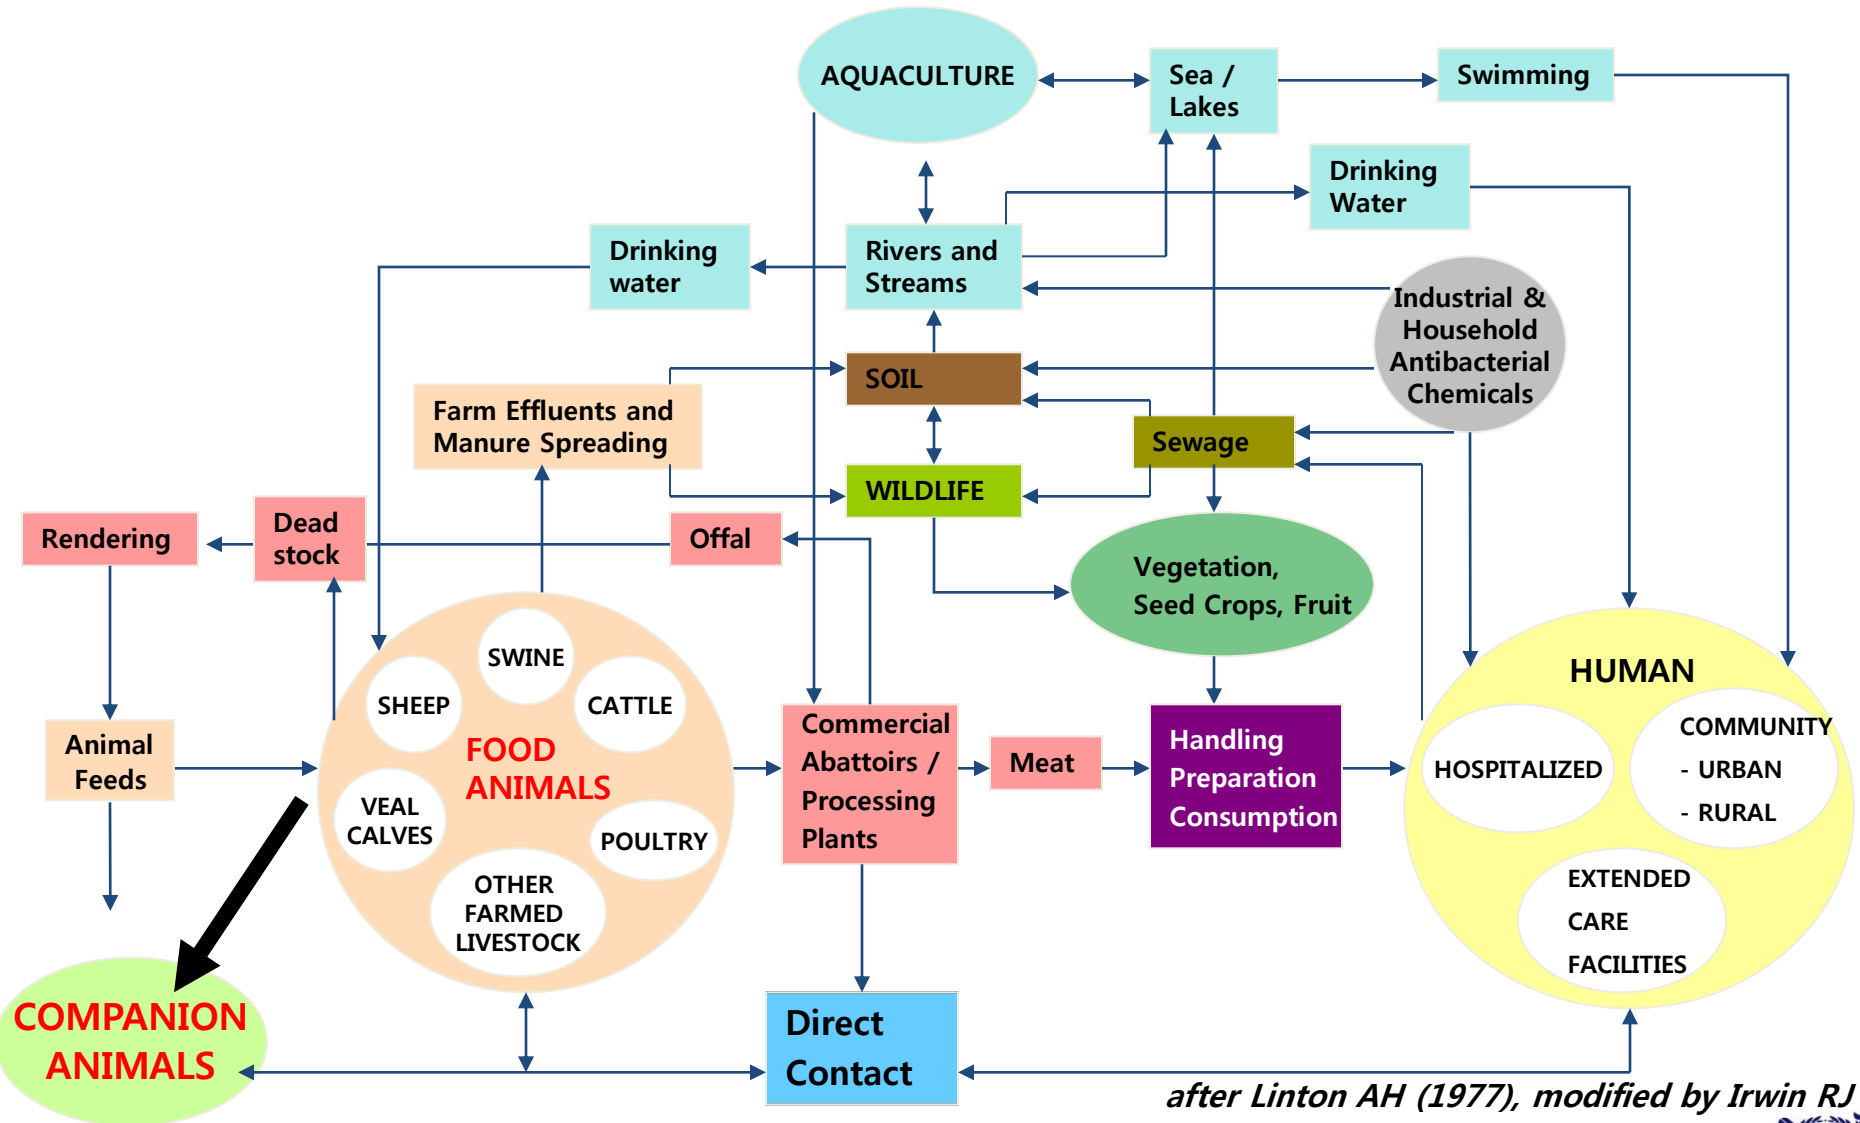 AQUACULTURE
Sea /
Lakes
Swimming
Drinking
Water
Drinking
water
Rivers and
Streams
Industrial &
Household
Antibacterial
Chemicals
SOIL
Farm Effluents and
Manure Spreading
Sewage
WILDLIFE
Rendering
Dead
stock
Offal
Vegetation,
Seed Crops, Fruit
SWINE
SHEEP
CATTLE
FOOD
ANIMALS
VEAL
CALVES
POULTRY
OTHER
FARMED
LIVESTOCK
Animal
Feeds
Commercial
Abattoirs /
Processing
Plants
Meat
Handling
Preparation
Consumption
HUMAN
HOSPITALIZED
COMMUNITY
- URBAN
- RURAL
EXTENDED
CARE
FACILITIES
COMPANION
ANIMALS
Direct
Contact
after Linton AH (1977), modified by Irwin RJ